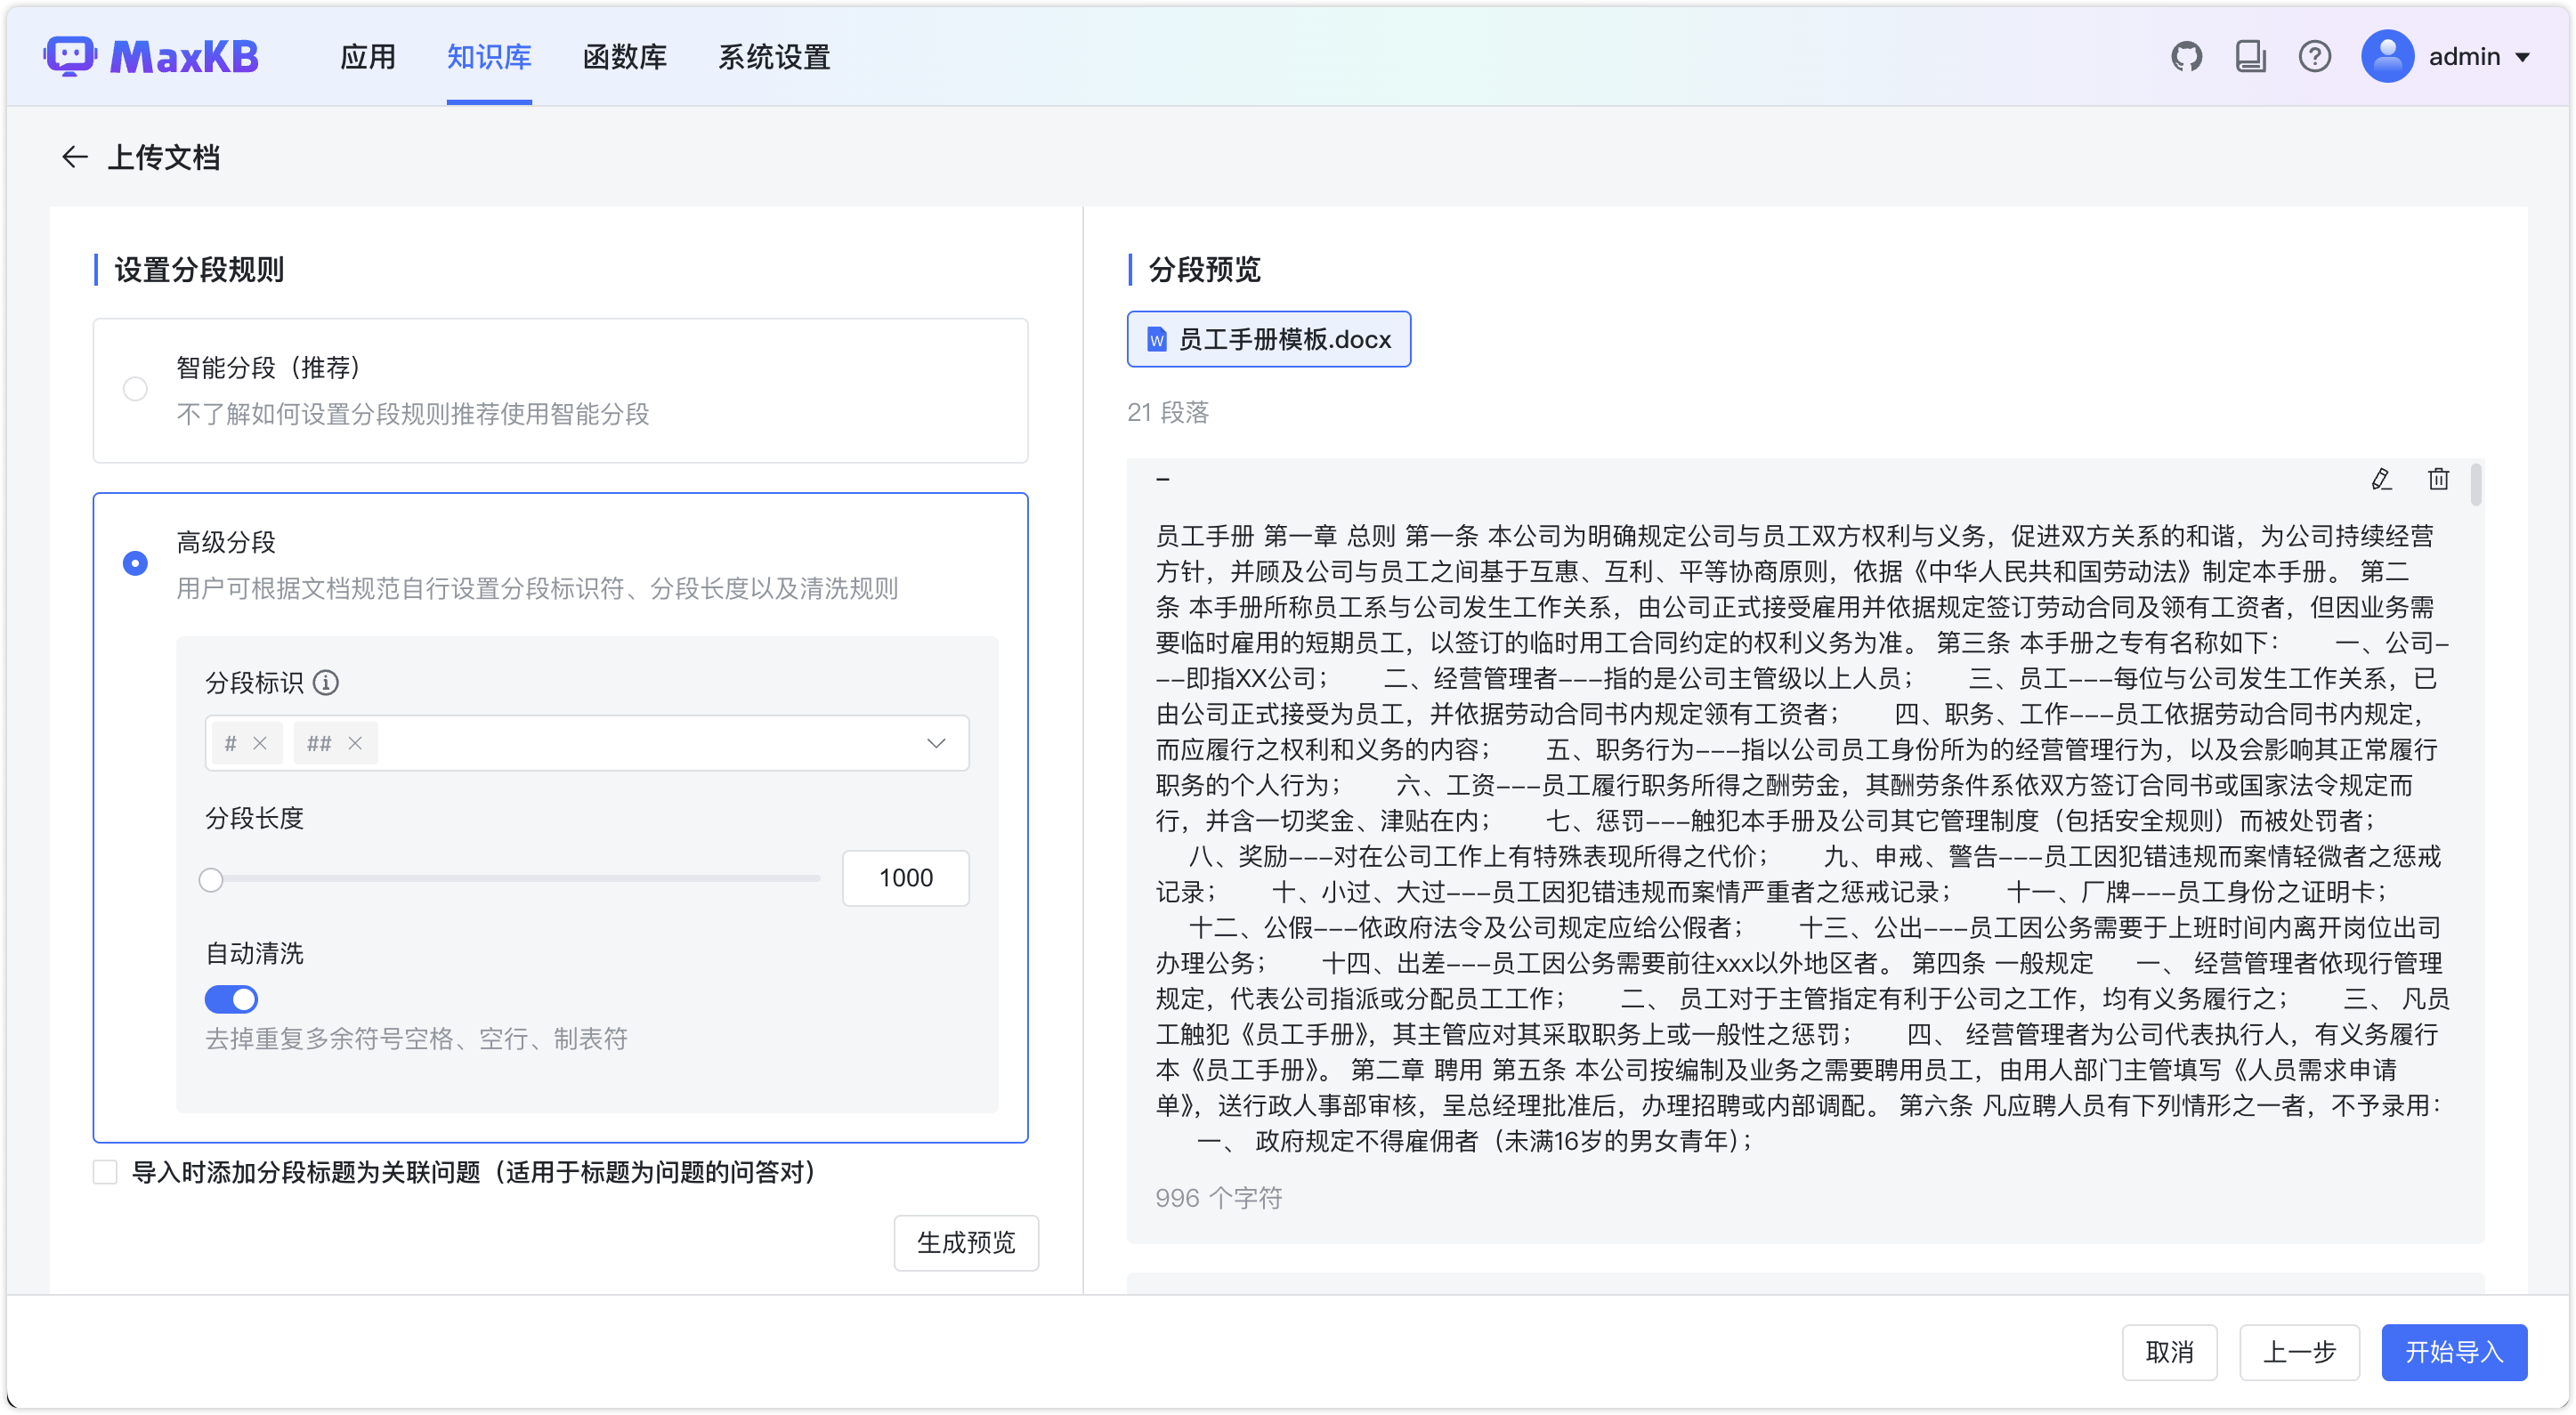 MaxKB 应用 知识库 函数库 系统设置 admin
上传文档
设置分段规则
智能分段（推荐）
不了解如何设置分段规则推荐使用智能分段
高级分段
用户可根据文档规范自行设置分段标识符、分段长度以及清洗规则
分段标识
# ##
分段长度
1000
自动清洗
去掉重复多余符号空格、空行、制表符
导入时添加分段标题为关联问题（适用于标题为问题的问答对）
生成预览
分段预览
W 员工手册模板.docx
21 段落
-
员工手册 第一章 总则 第一条 本公司为明确规定公司与员工双方权利与义务，促进双方关系的和谐，为公司持续经营
方针，并顾及公司与员工之间基于互惠、互利、平等协商原则，依据《中华人民共和国劳动法》制定本手册。 第二
条 本手册所称员工系与公司发生工作关系，由公司正式接受雇用并依据规定签订劳动合同及领有工资者，但因业务需
要临时雇用的短期员工，以签订的临时用工合同约定的权利义务为准。 第三条 本手册之专有名称如下： 一、公司-
--即指XX公司； 二、经营管理者---指的是公司主管级以上人员； 三、员工---每位与公司发生工作关系，已
由公司正式接受为员工，并依据劳动合同书内规定领有工资者； 四、职务、工作---员工依据劳动合同书内规定，
而应履行之权利和义务的内容； 五、职务行为---指以公司员工身份所为的经营管理行为，以及会影响其正常履行
职务的个人行为； 六、工资---员工履行职务所得之酬劳金，其酬劳条件系依双方签订合同书或国家法令规定而
行，并含一切奖金、津贴在内； 七、惩罚---触犯本手册及公司其它管理制度（包括安全规则）而被处罚者；
八、奖励---对在公司工作上有特殊表现所得之代价； 九、申戒、警告---员工因犯错违规而案情轻微者之惩戒
记录； 十、小过、大过---员工因犯错违规而案情严重者之惩戒记录； 十一、厂牌---员工身份之证明卡；
十二、公假---依政府法令及公司规定应给公假者； 十三、公出---员工因公务需要于上班时间内离开岗位出司
办理公务； 十四、出差---员工因公务需要前往xxx以外地区者。 第四条 一般规定 一、 经营管理者依现行管理
规定，代表公司指派或分配员工工作； 二、 员工对于主管指定有利于公司之工作，均有义务履行之； 三、 凡员
工触犯《员工手册》，其主管应对其采取职务上或一般性之惩罚； 四、 经营管理者为公司代表执行人，有义务履行
本《员工手册》。 第二章 聘用 第五条 本公司按编制及业务之需要聘用员工，由用人部门主管填写《人员需求申请
单》，送行政人事部审核，呈总经理批准后，办理招聘或内部调配。 第六条 凡应聘人员有下列情形之一者，不予录用：
一、 政府规定不得雇佣者（未满16岁的男女青年）；
996 个字符
取消 上一步 开始导入